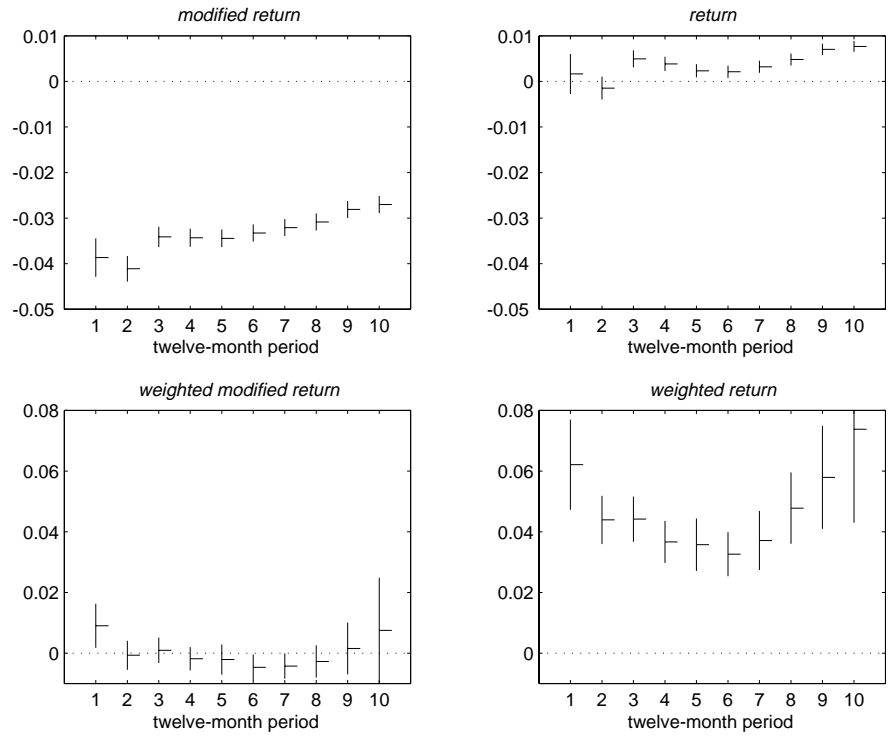 modified return
0.01
0
-0.01
-0.02
-0.03
-0.04
-0.05
1 2 3 4 5 6 7 8 9 10
twelve-month period
return
0.01
0
-0.01
-0.02
-0.03
-0.04
-0.05
1 2 3 4 5 6 7 8 9 10
twelve-month period
weighted modified return
0.08
0.06
0.04
0.02
0
1 2 3 4 5 6 7 8 9 10
twelve-month period
weighted return
0.08
0.06
0.04
0.02
0
1 2 3 4 5 6 7 8 9 10
twelve-month period